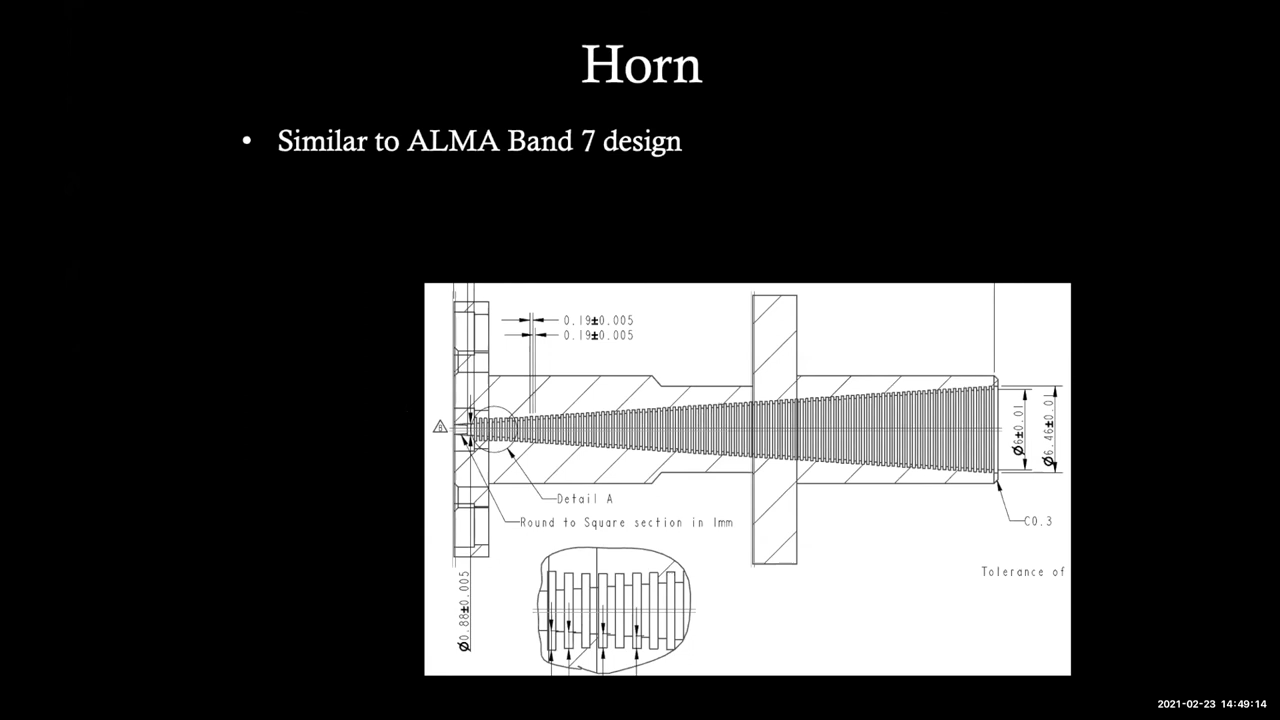 Horn
• Similar to ALMA Band 7 design
0.19±0.005
0.19±0.005
B
Ø6±0.01
Ø6.46±0.01
Detail A
Round to Square section in 1mm
C0.3
Tolerance of
Ø0.88±0.005
2021-02-23 14:49:14